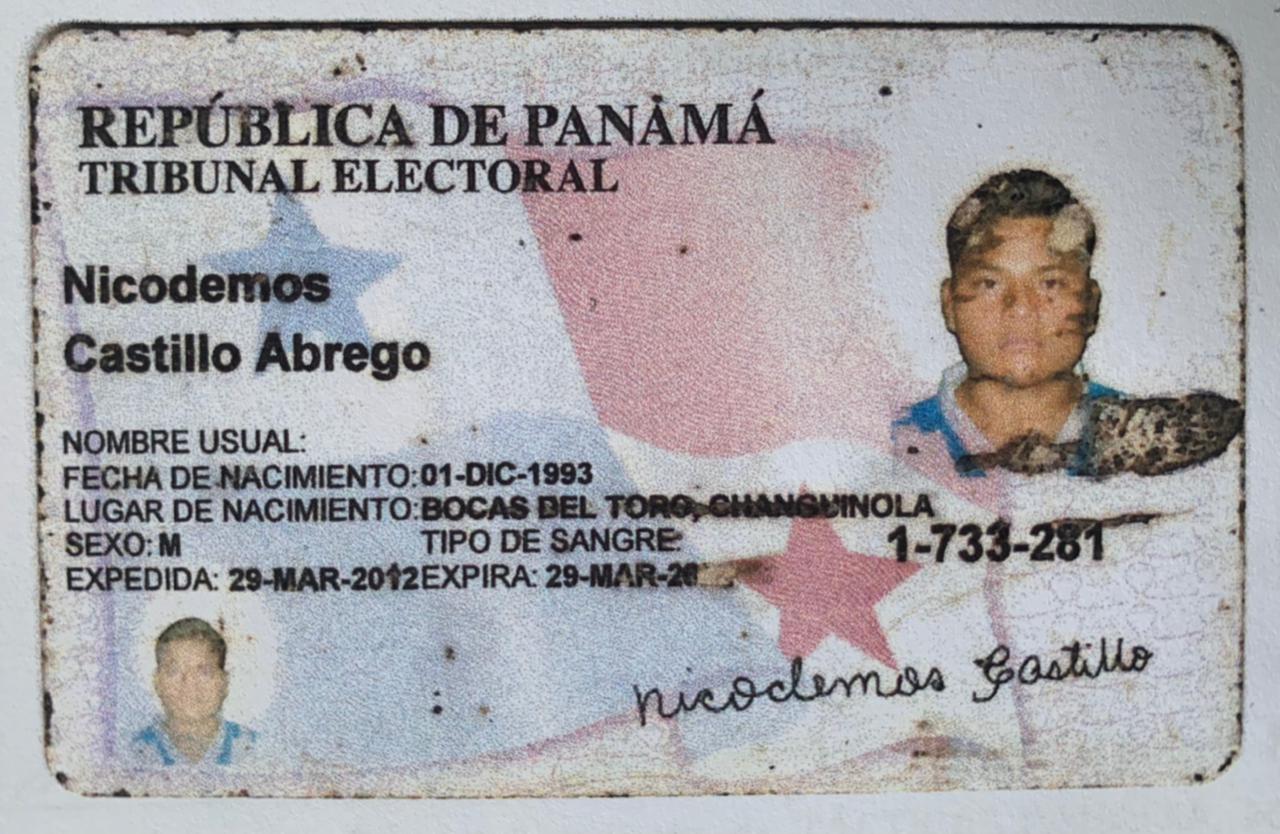 REPÚBLICA DE PANAMÁ
TRIBUNAL ELECTORAL
Nicodemos
Castillo Abrego
NOMBRE USUAL:
FECHA DE NACIMIENTO: 01-DIC-1993
LUGAR DE NACIMIENTO: BOCAS DEL TORO, CHANGUINOLA
SEXO: M TIPO DE SANGRE:
1-733-281
EXPEDIDA: 29-MAR-2012 EXPIRA: 29-MAR-
Nicodemos Castillo